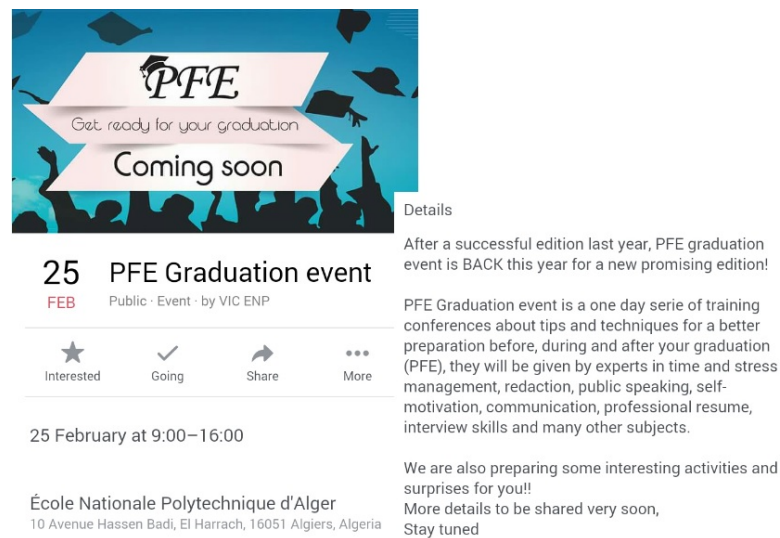 PFE
Get ready for your graduation
Coming soon
25
FEB
PFE Graduation event
Public · Event · by VIC ENP
Interested
Going
Share
More
25 February at 9:00–16:00
École Nationale Polytechnique d'Alger
10 Avenue Hassen Badi, El Harrach, 16051 Algiers, Algeria
Details
After a successful edition last year, PFE graduation
event is BACK this year for a new promising edition!
PFE Graduation event is a one day serie of training
conferences about tips and techniques for a better
preparation before, during and after your graduation
(PFE), they will be given by experts in time and stress
management, redaction, public speaking, self-
motivation, communication, professional resume,
interview skills and many other subjects.
We are also preparing some interesting activities and
surprises for you!!
More details to be shared very soon,
Stay tuned